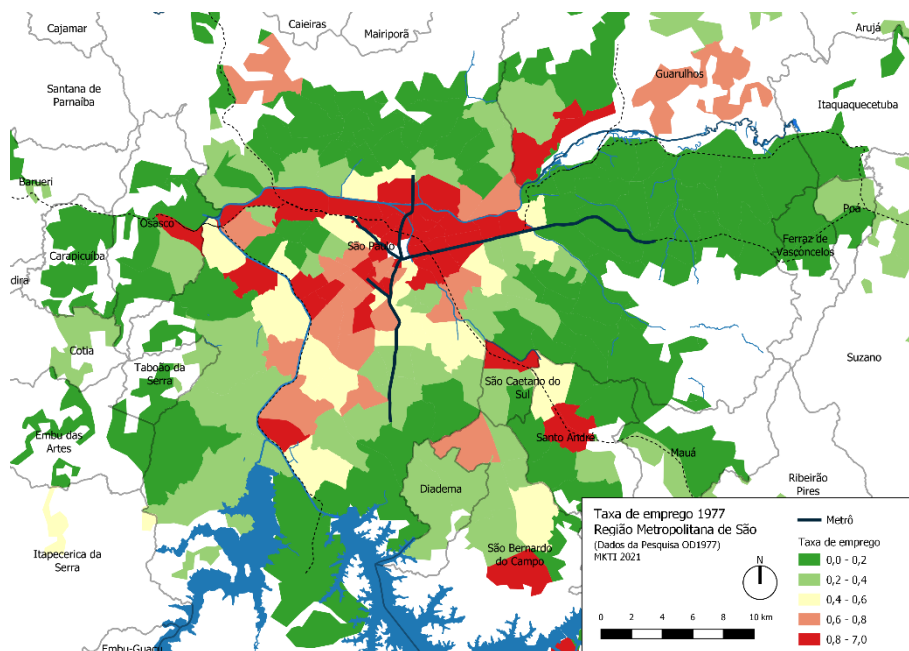 Cajamar
Caieiras
Mairiporã
Arujá
Santana de
Parnaíba
Guarulhos
Itaquaquecetuba
Barueri
Osasco
São Paulo
Poá
Carapicuíba
Ferraz de
Vasconcelos
dira
Cotia
Taboão da
Serra
São Caetano do
Sul
Suzano
Embu das
Artes
Santo André
Mauá
Diadema
Ribeirão
Pires
Itapecerica da
Serra
São Bernardo
do Campo
Embu-Guaçu
Taxa de emprego 1977
Região Metropolitana de São
(Dados da Pesquisa OD1977)
MKTI 2021
N
0 2 4 6 8 10 km
Metrô
Taxa de emprego
0,0 - 0,2
0,2 - 0,4
0,4 - 0,6
0,6 - 0,8
0,8 - 7,0